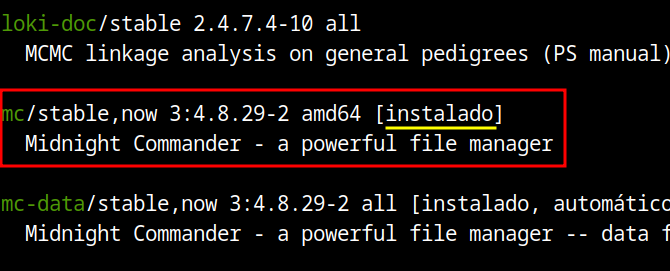 loki-doc/stable 2.4.7.4-10 all
MCMC linkage analysis on general pedigrees (PS manual)
mc/stable,now 3:4.8.29-2 amd64 [instalado]
Midnight Commander - a powerful file manager
mc-data/stable,now 3:4.8.29-2 all [instalado, automático
Midnight Commander - a powerful file manager -- data f